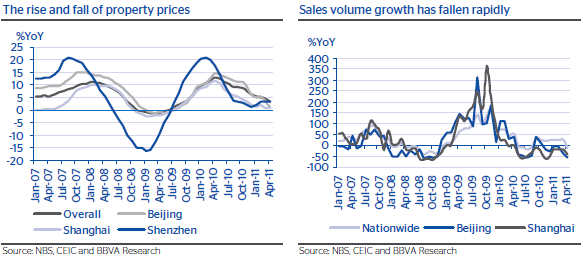 The rise and fall of property prices
%YoY
25
20
15
10
5
0
-5
-10
-15
-20
Jan-07
Apr-07
Jul-07
Oct-07
Jan-08
Apr-08
Jul-08
Oct-08
Jan-09
Apr-09
Jul-09
Oct-09
Jan-10
Apr-10
Jul-10
Oct-10
Jan-11
Apr-11
Overall
Beijing
Shanghai
Shenzhen
Source: NBS, CEIC and BBVA Research
Sales volume growth has fallen rapidly
%YoY
400
350
300
250
200
150
100
50
0
-50
-100
Jan-07
Apr-07
Jul-07
Oct-07
Jan-08
Apr-08
Jul-08
Oct-08
Jan-09
Apr-09
Jul-09
Oct-09
Jan-10
Apr-10
Jul-10
Oct-10
Jan-11
Apr-11
Nationwide
Beijing
Shanghai
Source: NBS, CEIC and BBVA Research